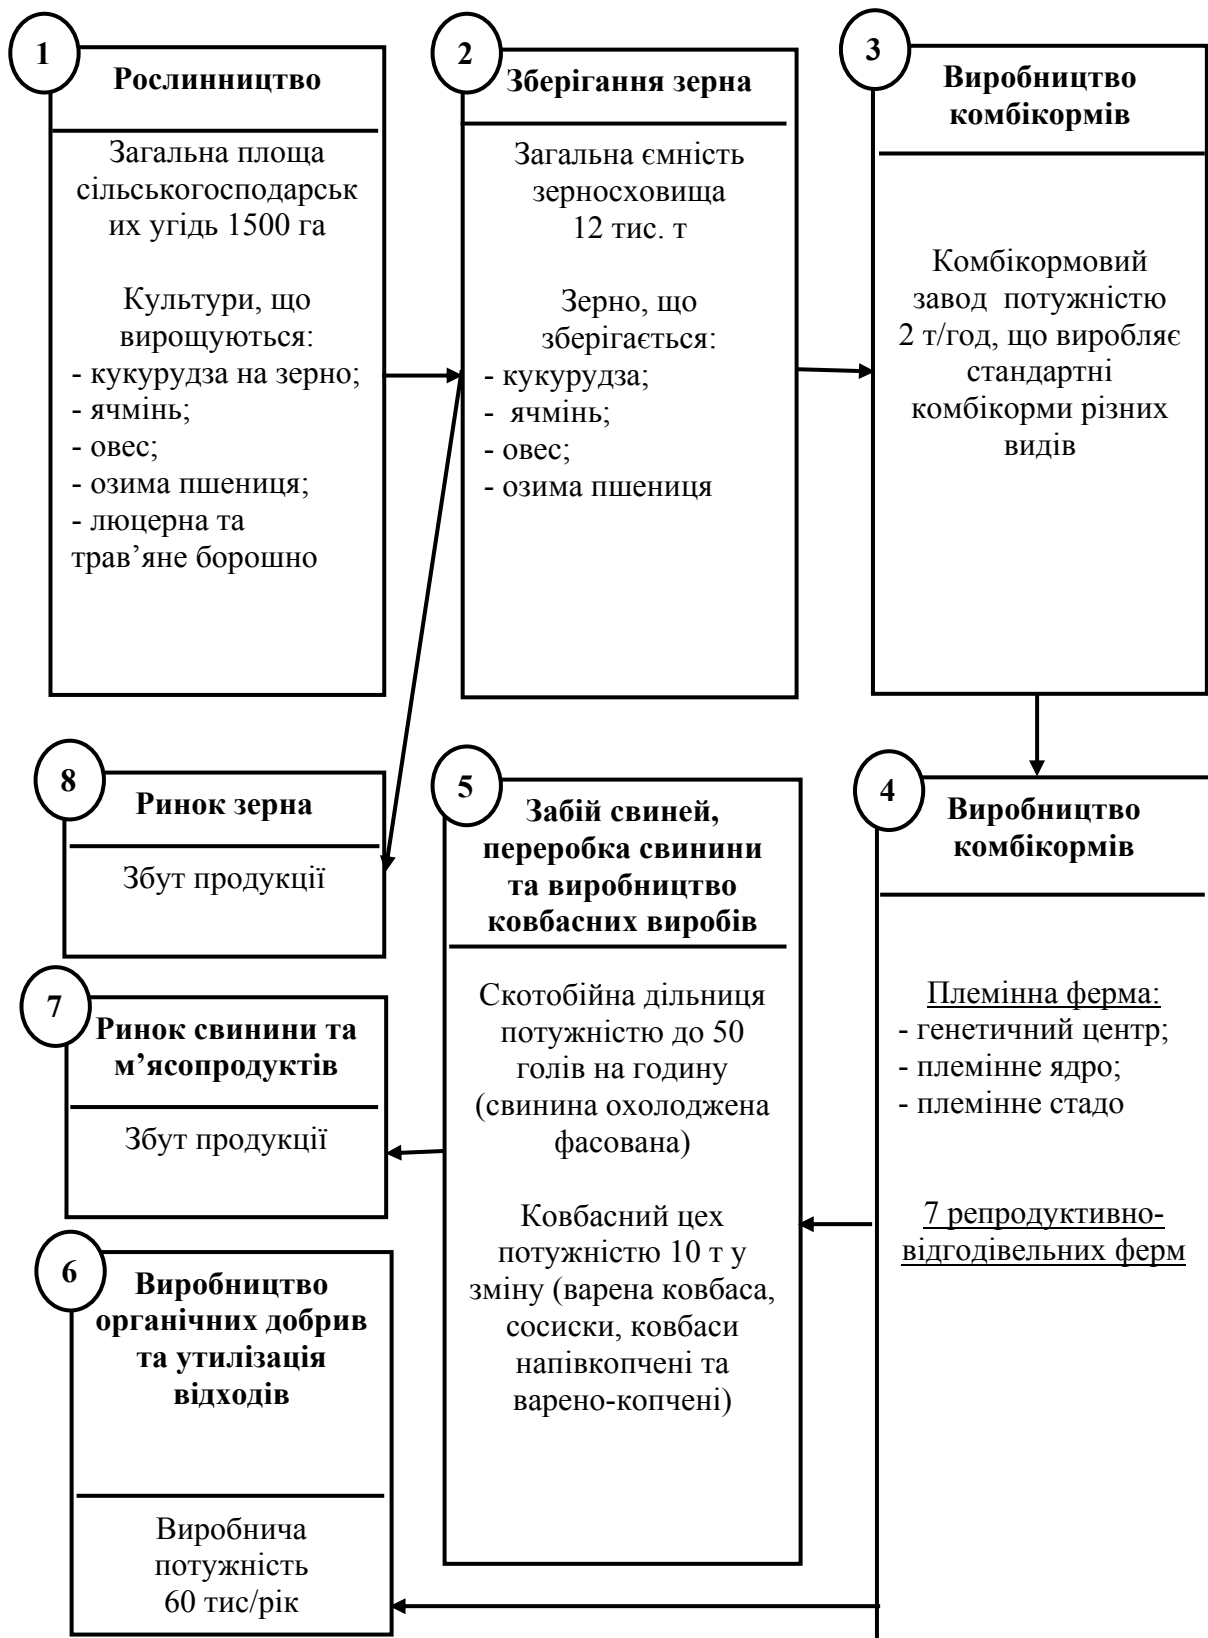 1
Рослинництво
Загальна площа
сільськогосподарськ
их угідь 1500 га
Культури, що
вирощуються:
- кукурудза на зерно;
- ячмінь;
- овес;
- озима пшениця;
- люцерна та
трав’яне борошно
2
Зберігання зерна
Загальна ємність
зерносховища
12 тис. т
Зерно, що
зберігається:
- кукурудза;
- ячмінь;
- овес;
- озима пшениця
3
Виробництво
комбікормів
Комбікормовий
завод потужністю
2 т/год, що виробляє
стандартні
комбікорми різних
видів
4
Виробництво
комбікормів
Племінна ферма:
- генетичний центр;
- племінне ядро;
- племінне стадо
7 репродуктивно-
відгодівельних ферм
5
Забій свиней,
переробка свинини
та виробництво
ковбасних виробів
Скотобійна дільниця
потужністю до 50
голів на годину
(свинина охолоджена
фасована)
Ковбасний цех
потужністю 10 т у
зміну (варена ковбаса,
сосиски, ковбаси
напівкопчені та
варено-копчені)
6
Виробництво
органічних добрив
та утилізація
відходів
Виробнича
потужність
60 тис/рік
7
Ринок свинини та
м’ясопродуктів
Збут продукції
8
Ринок зерна
Збут продукції